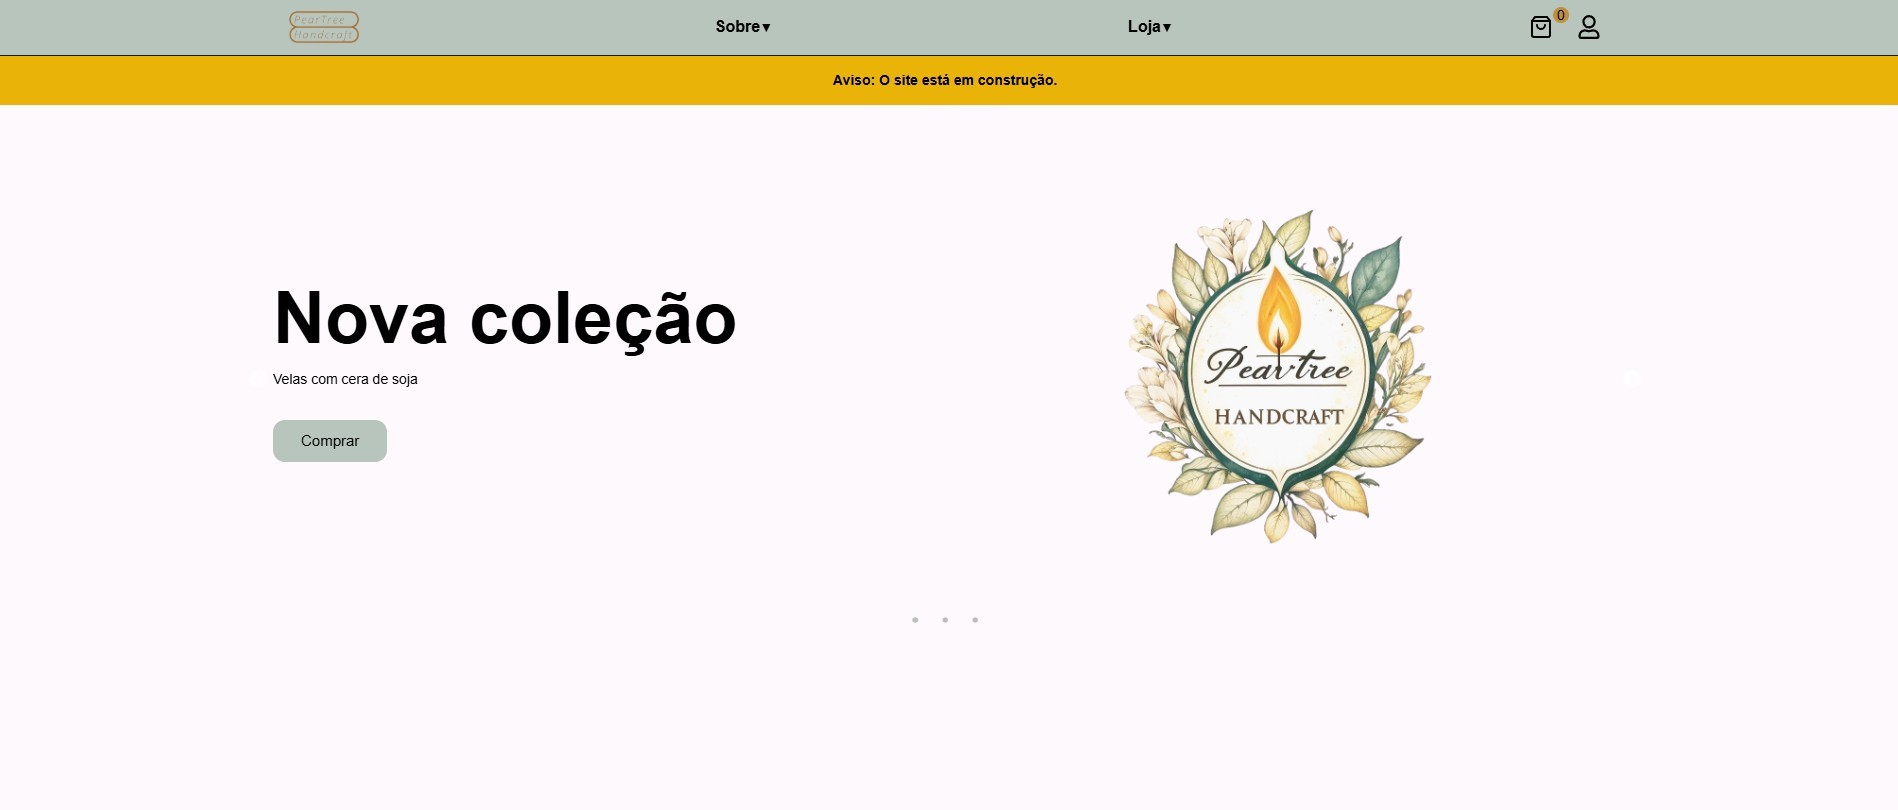 PearTree
Handcraft
Sobre▼
Loja▼
0
Aviso: O site está em construção.
Nova coleção
Velas com cera de soja
Comprar
Peartree
HANDCRAFT